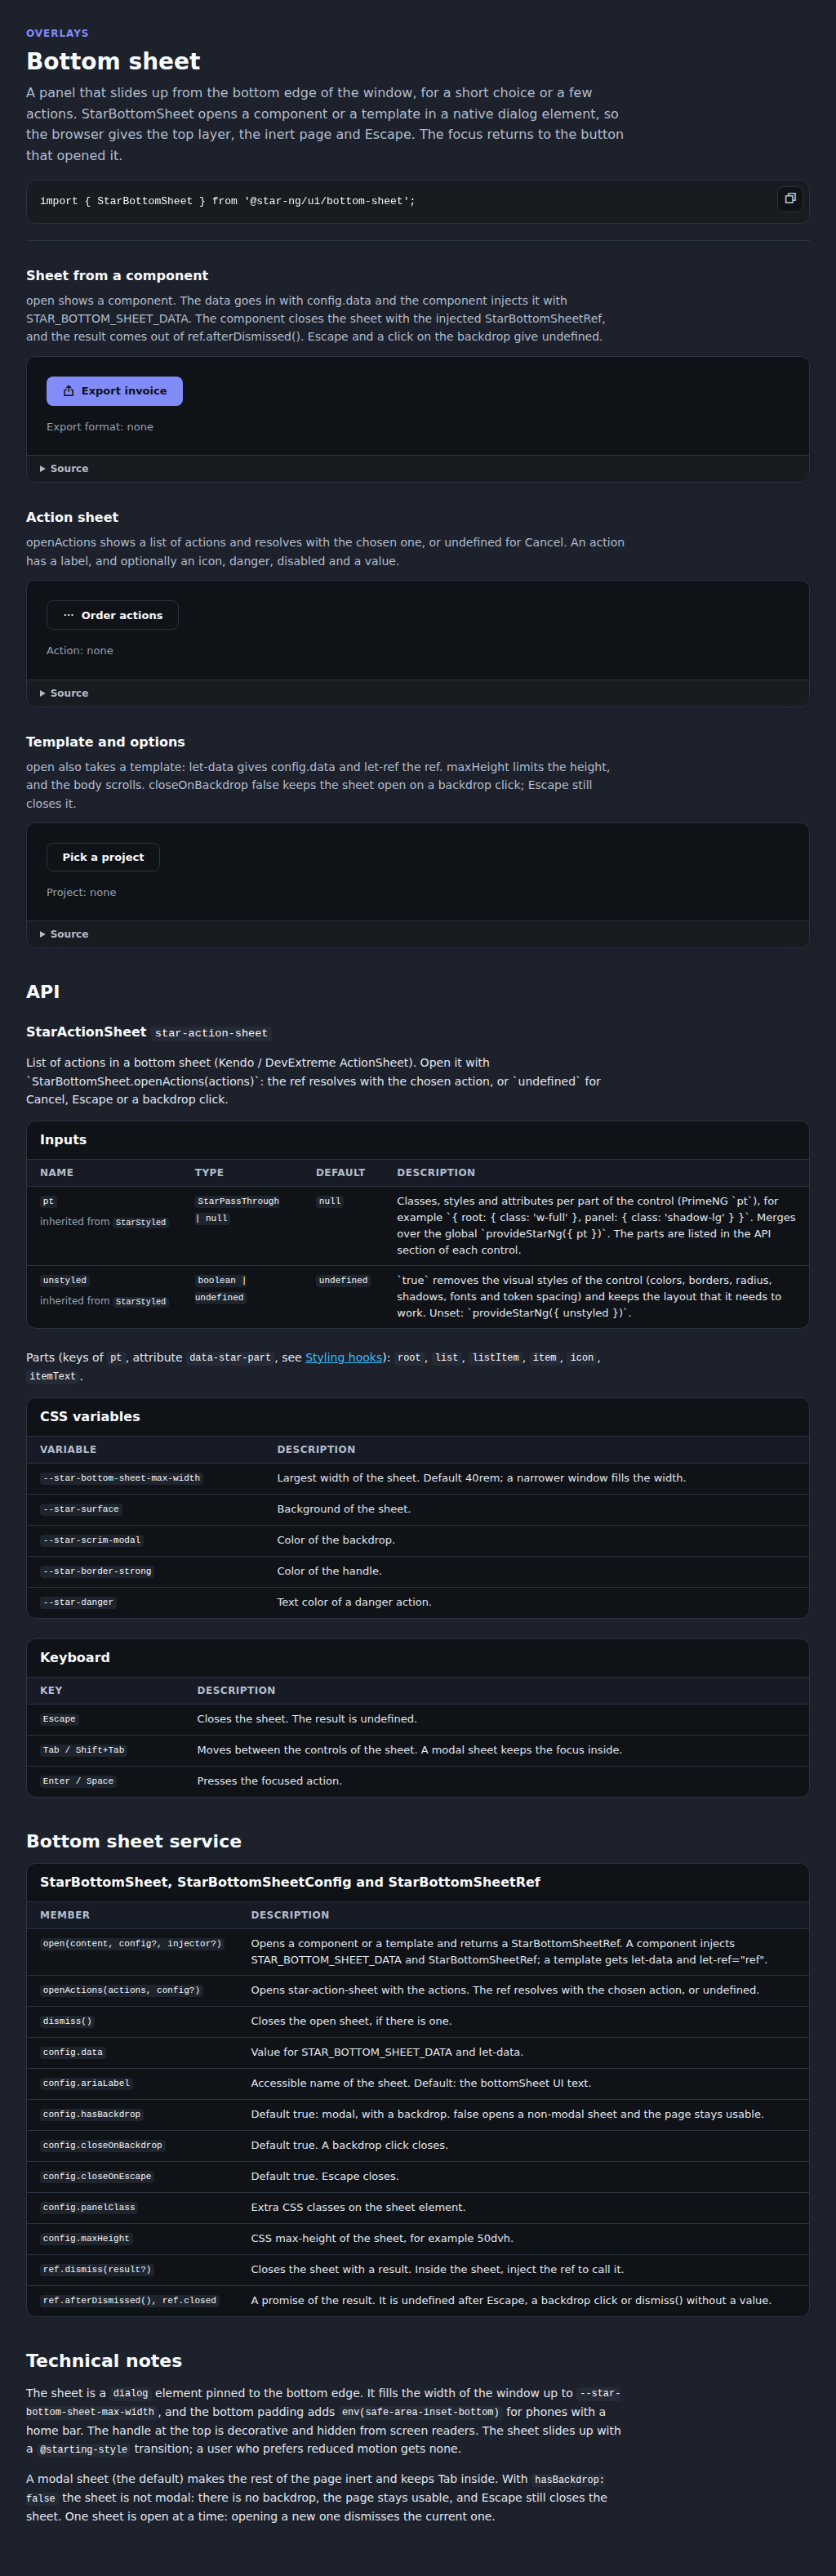 OVERLAYS
Bottom sheet
A panel that slides up from the bottom edge of the window, for a short choice or a few
actions. StarBottomSheet opens a component or a template in a native dialog element, so
the browser gives the top layer, the inert page and Escape. The focus returns to the button
that opened it.
import { StarBottomSheet } from '@star-ng/ui/bottom-sheet';
Sheet from a component
open shows a component. The data goes in with config.data and the component injects it with
STAR_BOTTOM_SHEET_DATA. The component closes the sheet with the injected StarBottomSheetRef,
and the result comes out of ref.afterDismissed(). Escape and a click on the backdrop give undefined.
Export invoice
Export format: none
Source
Action sheet
openActions shows a list of actions and resolves with the chosen one, or undefined for Cancel. An action
has a label, and optionally an icon, danger, disabled and a value.
Order actions
Action: none
Source
Template and options
open also takes a template: let-data gives config.data and let-ref the ref. maxHeight limits the height,
and the body scrolls. closeOnBackdrop false keeps the sheet open on a backdrop click; Escape still
closes it.
Pick a project
Project: none
Source
API
StarActionSheet star-action-sheet
List of actions in a bottom sheet (Kendo / DevExtreme ActionSheet). Open it with
`StarBottomSheet.openActions(actions)`: the ref resolves with the chosen action, or `undefined` for
Cancel, Escape or a backdrop click.
Inputs
NAME TYPE DEFAULT DESCRIPTION
pt StarPassThrough null Classes, styles and attributes per part of the control (PrimeNG `pt`), for
inherited from StarStyled | null example `{ root: { class: 'w-full' }, panel: { class: 'shadow-lg' } }`. Merges
over the global `provideStarNg({ pt })`. The parts are listed in the API
section of each control.
unstyled boolean | undefined `true` removes the visual styles of the control (colors, borders, radius,
inherited from StarStyled undefined shadows, fonts and token spacing) and keeps the layout that it needs to
work. Unset: `provideStarNg({ unstyled })`.
Parts (keys of pt, attribute data-star-part, see Styling hooks): root, list, listItem, item, icon,
itemText.
CSS variables
VARIABLE DESCRIPTION
--star-bottom-sheet-max-width Largest width of the sheet. Default 40rem; a narrower window fills the width.
--star-surface Background of the sheet.
--star-scrim-modal Color of the backdrop.
--star-border-strong Color of the handle.
--star-danger Text color of a danger action.
Keyboard
KEY DESCRIPTION
Escape Closes the sheet. The result is undefined.
Tab / Shift+Tab Moves between the controls of the sheet. A modal sheet keeps the focus inside.
Enter / Space Presses the focused action.
Bottom sheet service
StarBottomSheet, StarBottomSheetConfig and StarBottomSheetRef
MEMBER DESCRIPTION
open(content, config?, injector?) Opens a component or a template and returns a StarBottomSheetRef. A component injects
STAR_BOTTOM_SHEET_DATA and StarBottomSheetRef; a template gets let-data and let-ref="ref".
openActions(actions, config?) Opens star-action-sheet with the actions. The ref resolves with the chosen action, or undefined.
dismiss() Closes the open sheet, if there is one.
config.data Value for STAR_BOTTOM_SHEET_DATA and let-data.
config.ariaLabel Accessible name of the sheet. Default: the bottomSheet UI text.
config.hasBackdrop Default true: modal, with a backdrop. false opens a non-modal sheet and the page stays usable.
config.closeOnBackdrop Default true. A backdrop click closes.
config.closeOnEscape Default true. Escape closes.
config.panelClass Extra CSS classes on the sheet element.
config.maxHeight CSS max-height of the sheet, for example 50dvh.
ref.dismiss(result?) Closes the sheet with a result. Inside the sheet, inject the ref to call it.
ref.afterDismissed(), ref.closed A promise of the result. It is undefined after Escape, a backdrop click or dismiss() without a value.
Technical notes
The sheet is a dialog element pinned to the bottom edge. It fills the width of the window up to --star-
bottom-sheet-max-width, and the bottom padding adds env(safe-area-inset-bottom) for phones with a
home bar. The handle at the top is decorative and hidden from screen readers. The sheet slides up with
a @starting-style transition; a user who prefers reduced motion gets none.
A modal sheet (the default) makes the rest of the page inert and keeps Tab inside. With hasBackdrop:
false the sheet is not modal: there is no backdrop, the page stays usable, and Escape still closes the
sheet. One sheet is open at a time: opening a new one dismisses the current one.